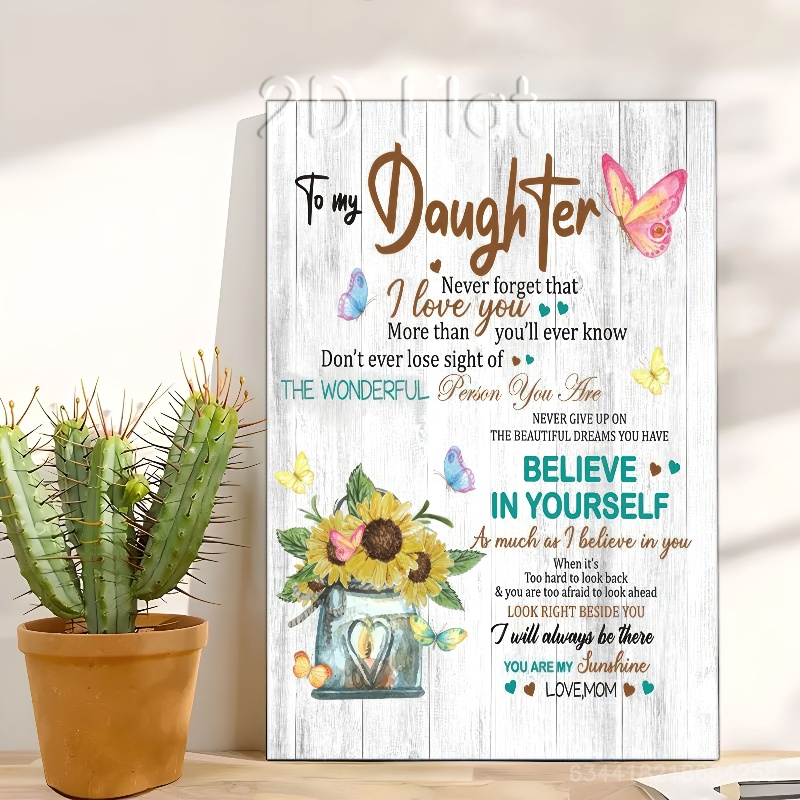 2D Flat
To my Daughter
Never forget that
I love you
More than you'll ever know
Don't ever lose sight of
THE WONDERFUL Person You Are
NEVER GIVE UP ON
THE BEAUTIFUL DREAMS YOU HAVE
BELIEVE
IN YOURSELF
As much as I believe in you
When it's
Too hard to look back
& you are too afraid to look ahead
LOOK RIGHT BESIDE YOU
I will always be there
YOU ARE MY Sunshine
LOVE,MOM